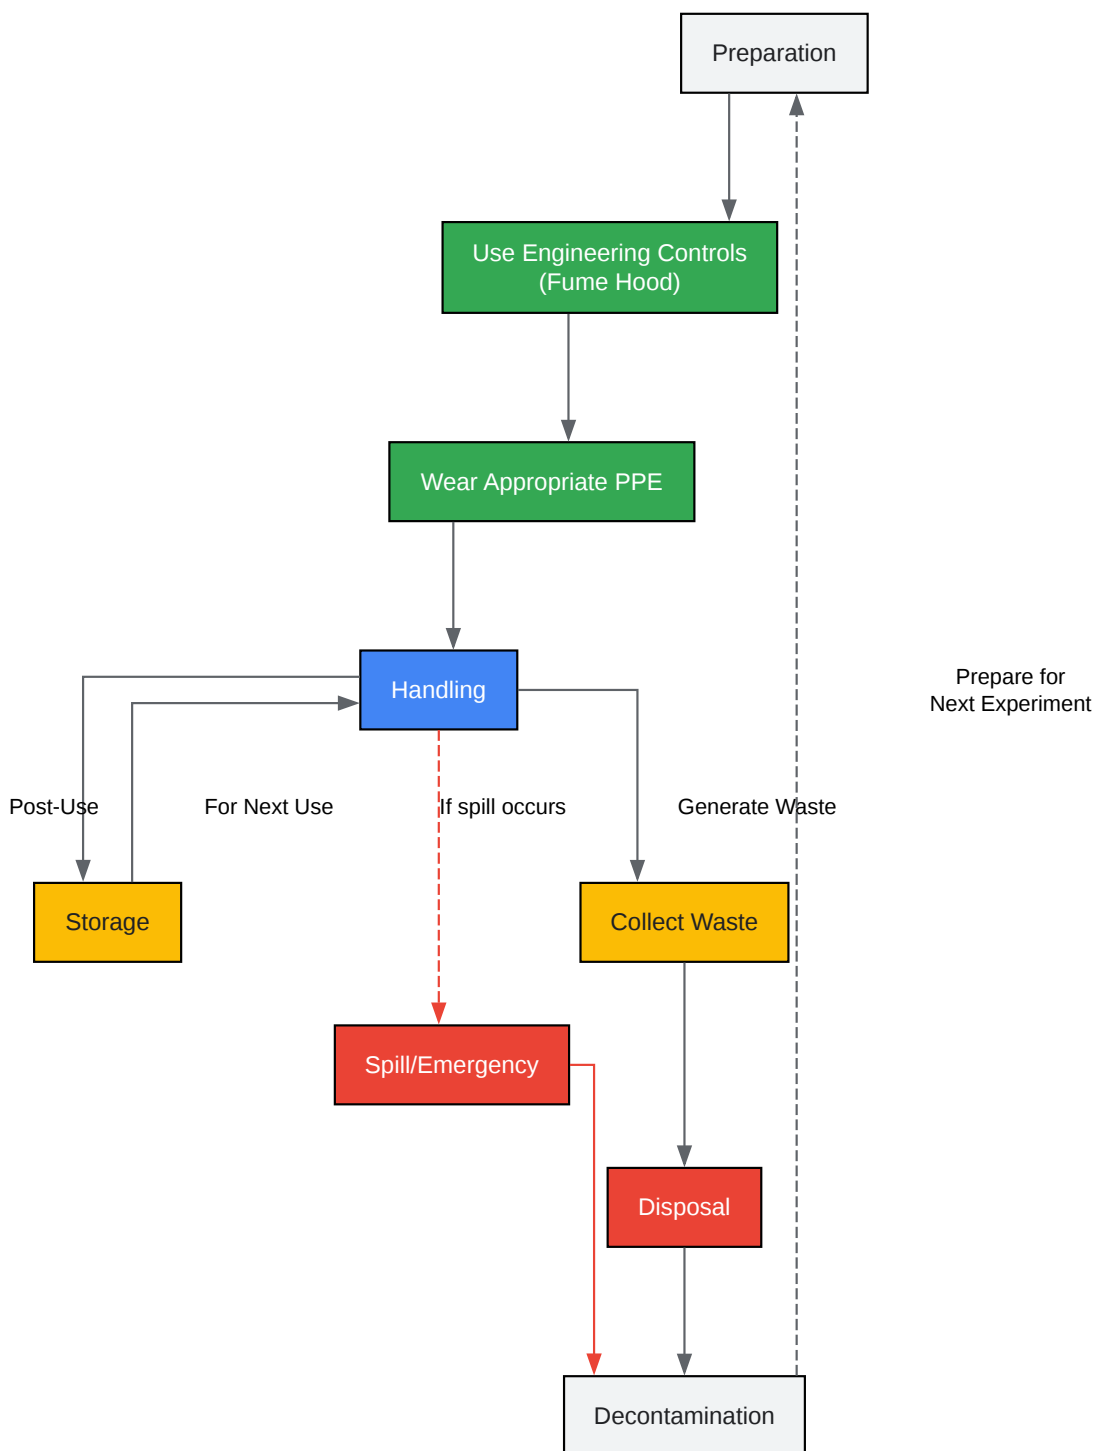 Preparation
Use Engineering Controls
(Fume Hood)
Wear Appropriate PPE
Handling
Prepare for
Next Experiment
Post-Use
For Next Use
If spill occurs
Generate Waste
Storage
Collect Waste
Spill/Emergency
Disposal
Decontamination